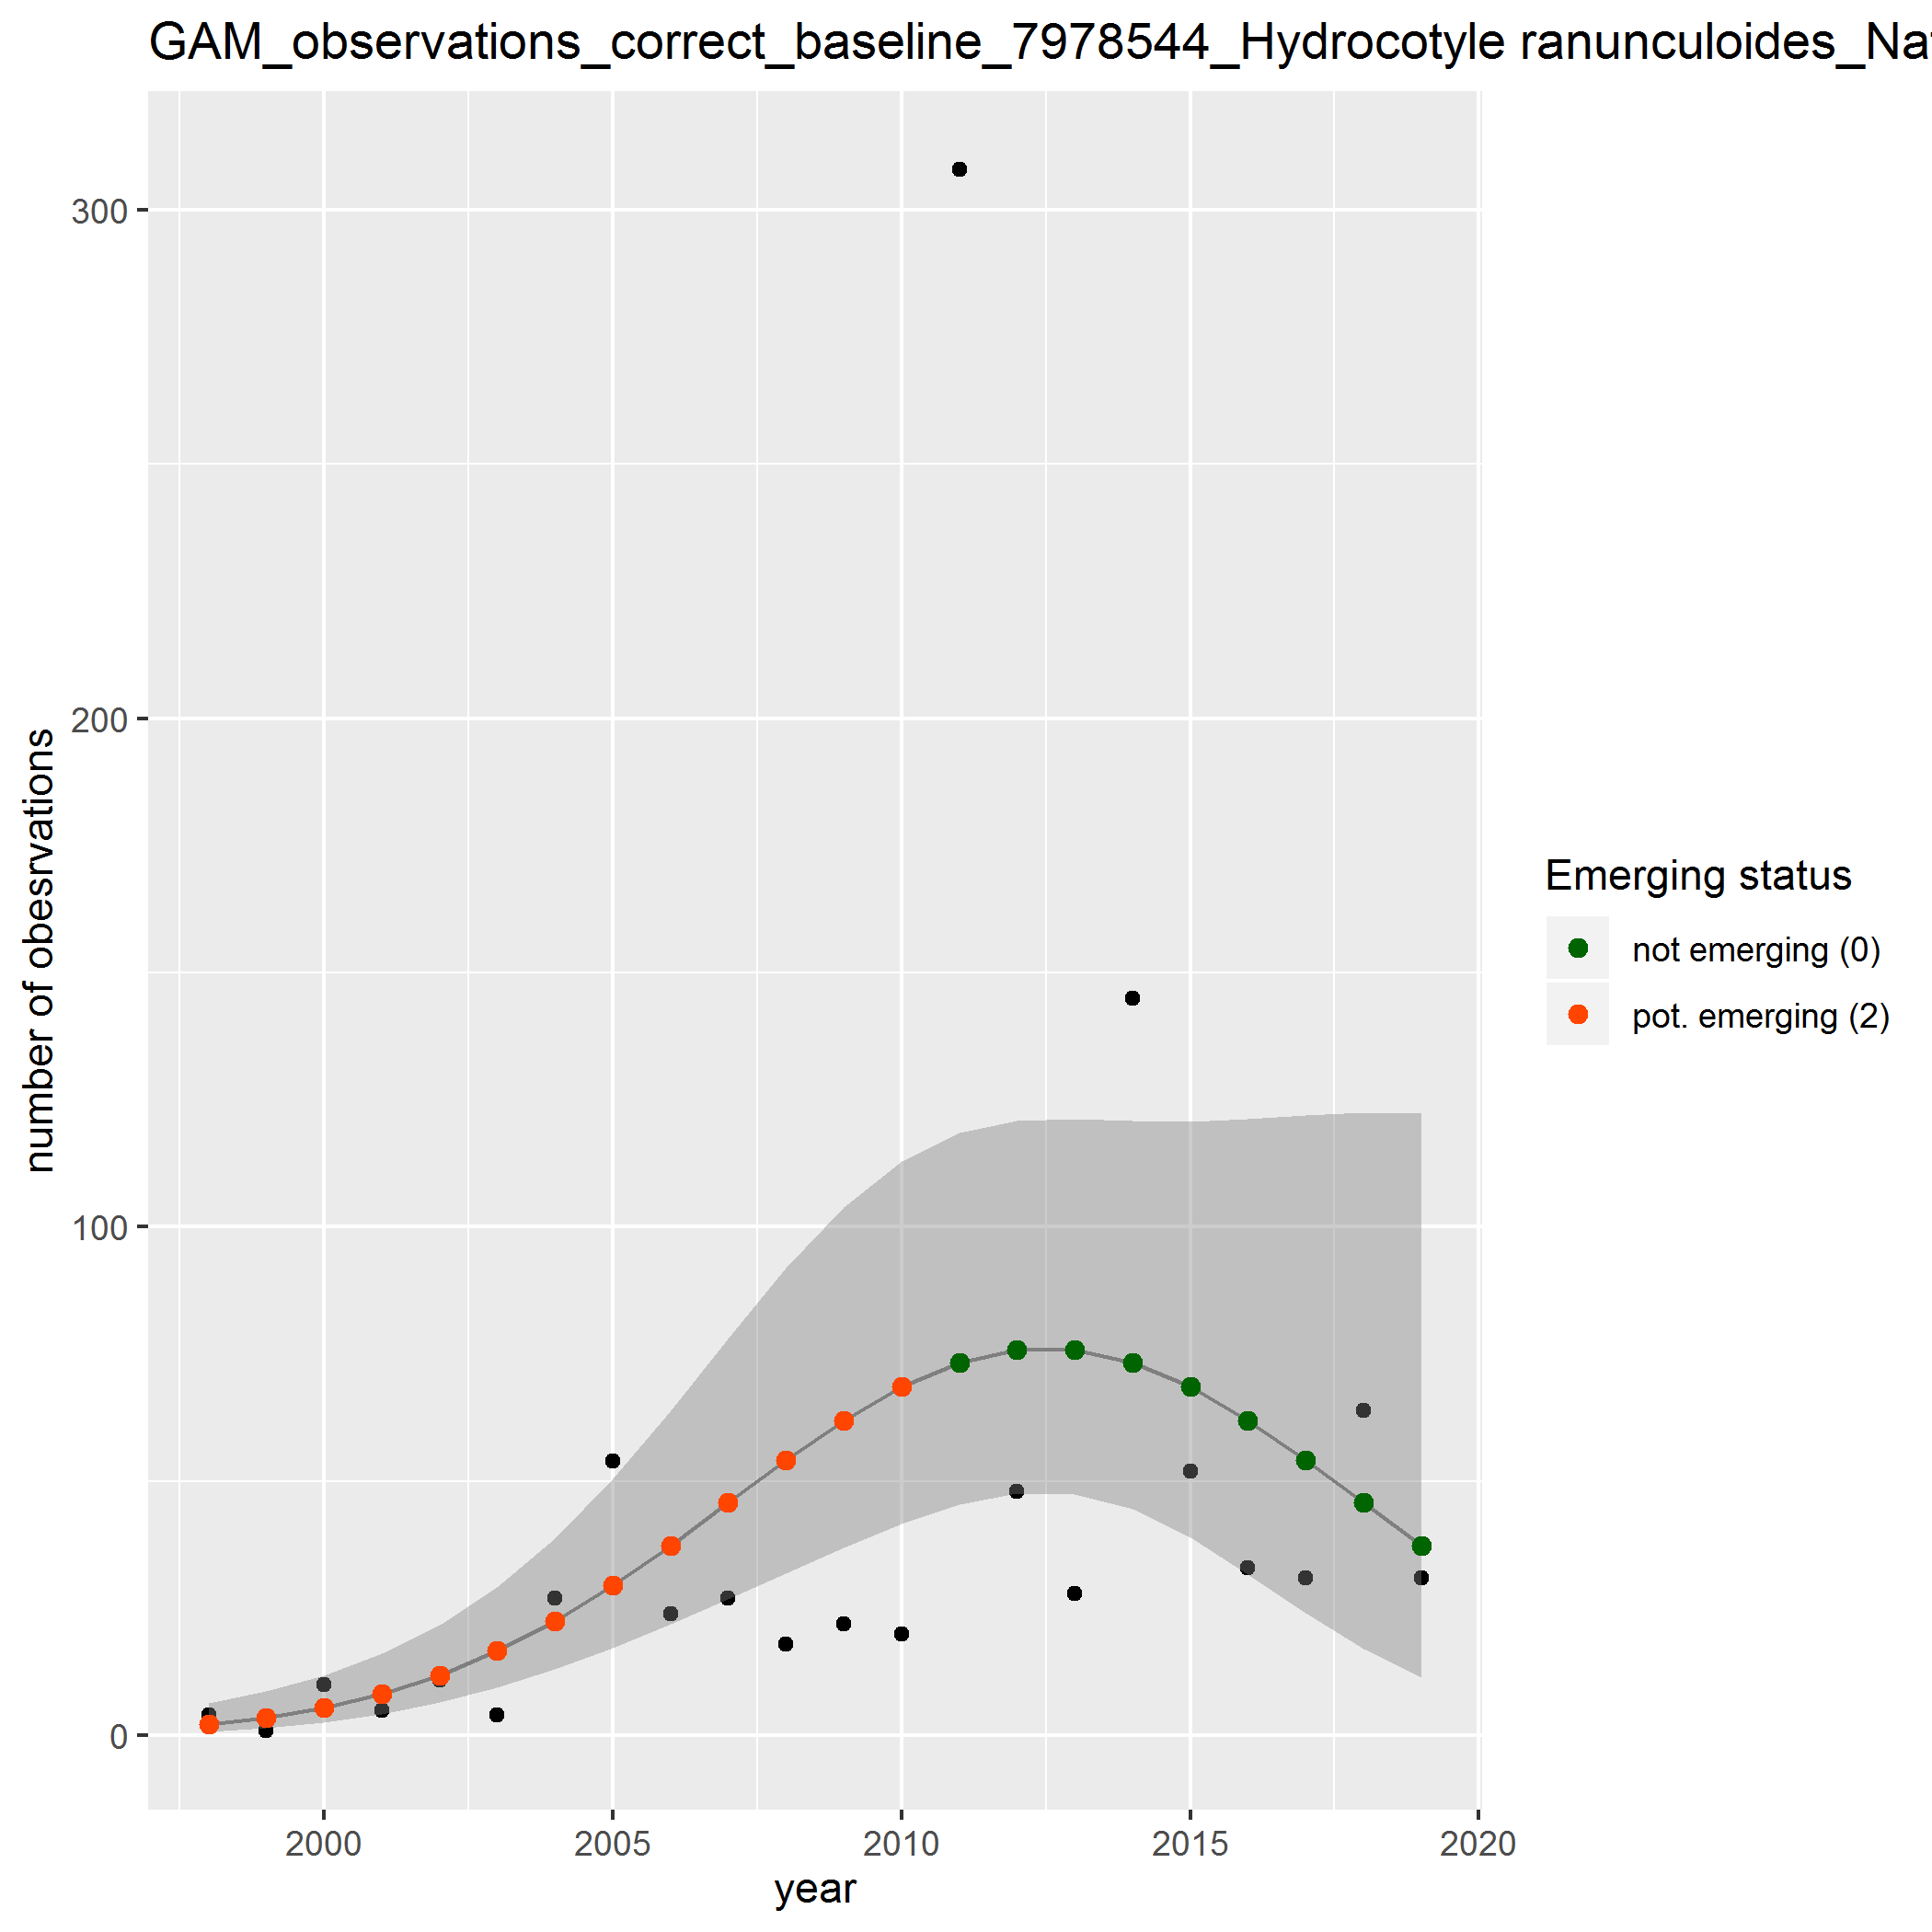 GAM_observations_correct_baseline_7978544_Hydrocotyle ranunculoides_Nat
300
200
100
0
number of obesrvations
2000
2005
2010
2015
2020
year
Emerging status
not emerging (0)
pot. emerging (2)